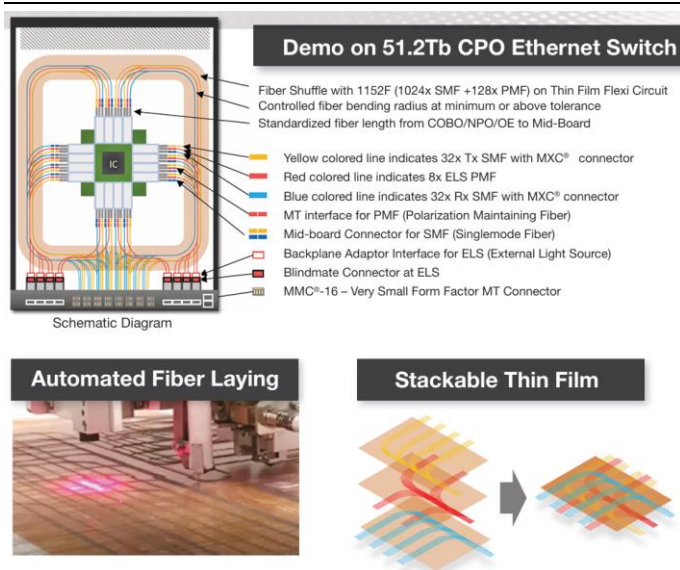 Demo on 51.2Tb CPO Ethernet Switch
Fiber Shuffle with 1152F (1024x SMF +128x PMF) on Thin Film Flexi Circuit
Controlled fiber bending radius at minimum or above tolerance
Standardized fiber length from COBO/NPO/OE to Mid-Board
IC
Yellow colored line indicates 32x Tx SMF with MXC® connector
Red colored line indicates 8x ELS PMF
Blue colored line indicates 32x Rx SMF with MXC® connector
MT interface for PMF (Polarization Maintaining Fiber)
Mid-board Connector for SMF (Singlemode Fiber)
Backplane Adaptor Interface for ELS (External Light Source)
Blindmate Connector at ELS
MMC®-16 – Very Small Form Factor MT Connector
Schematic Diagram
Automated Fiber Laying
Stackable Thin Film